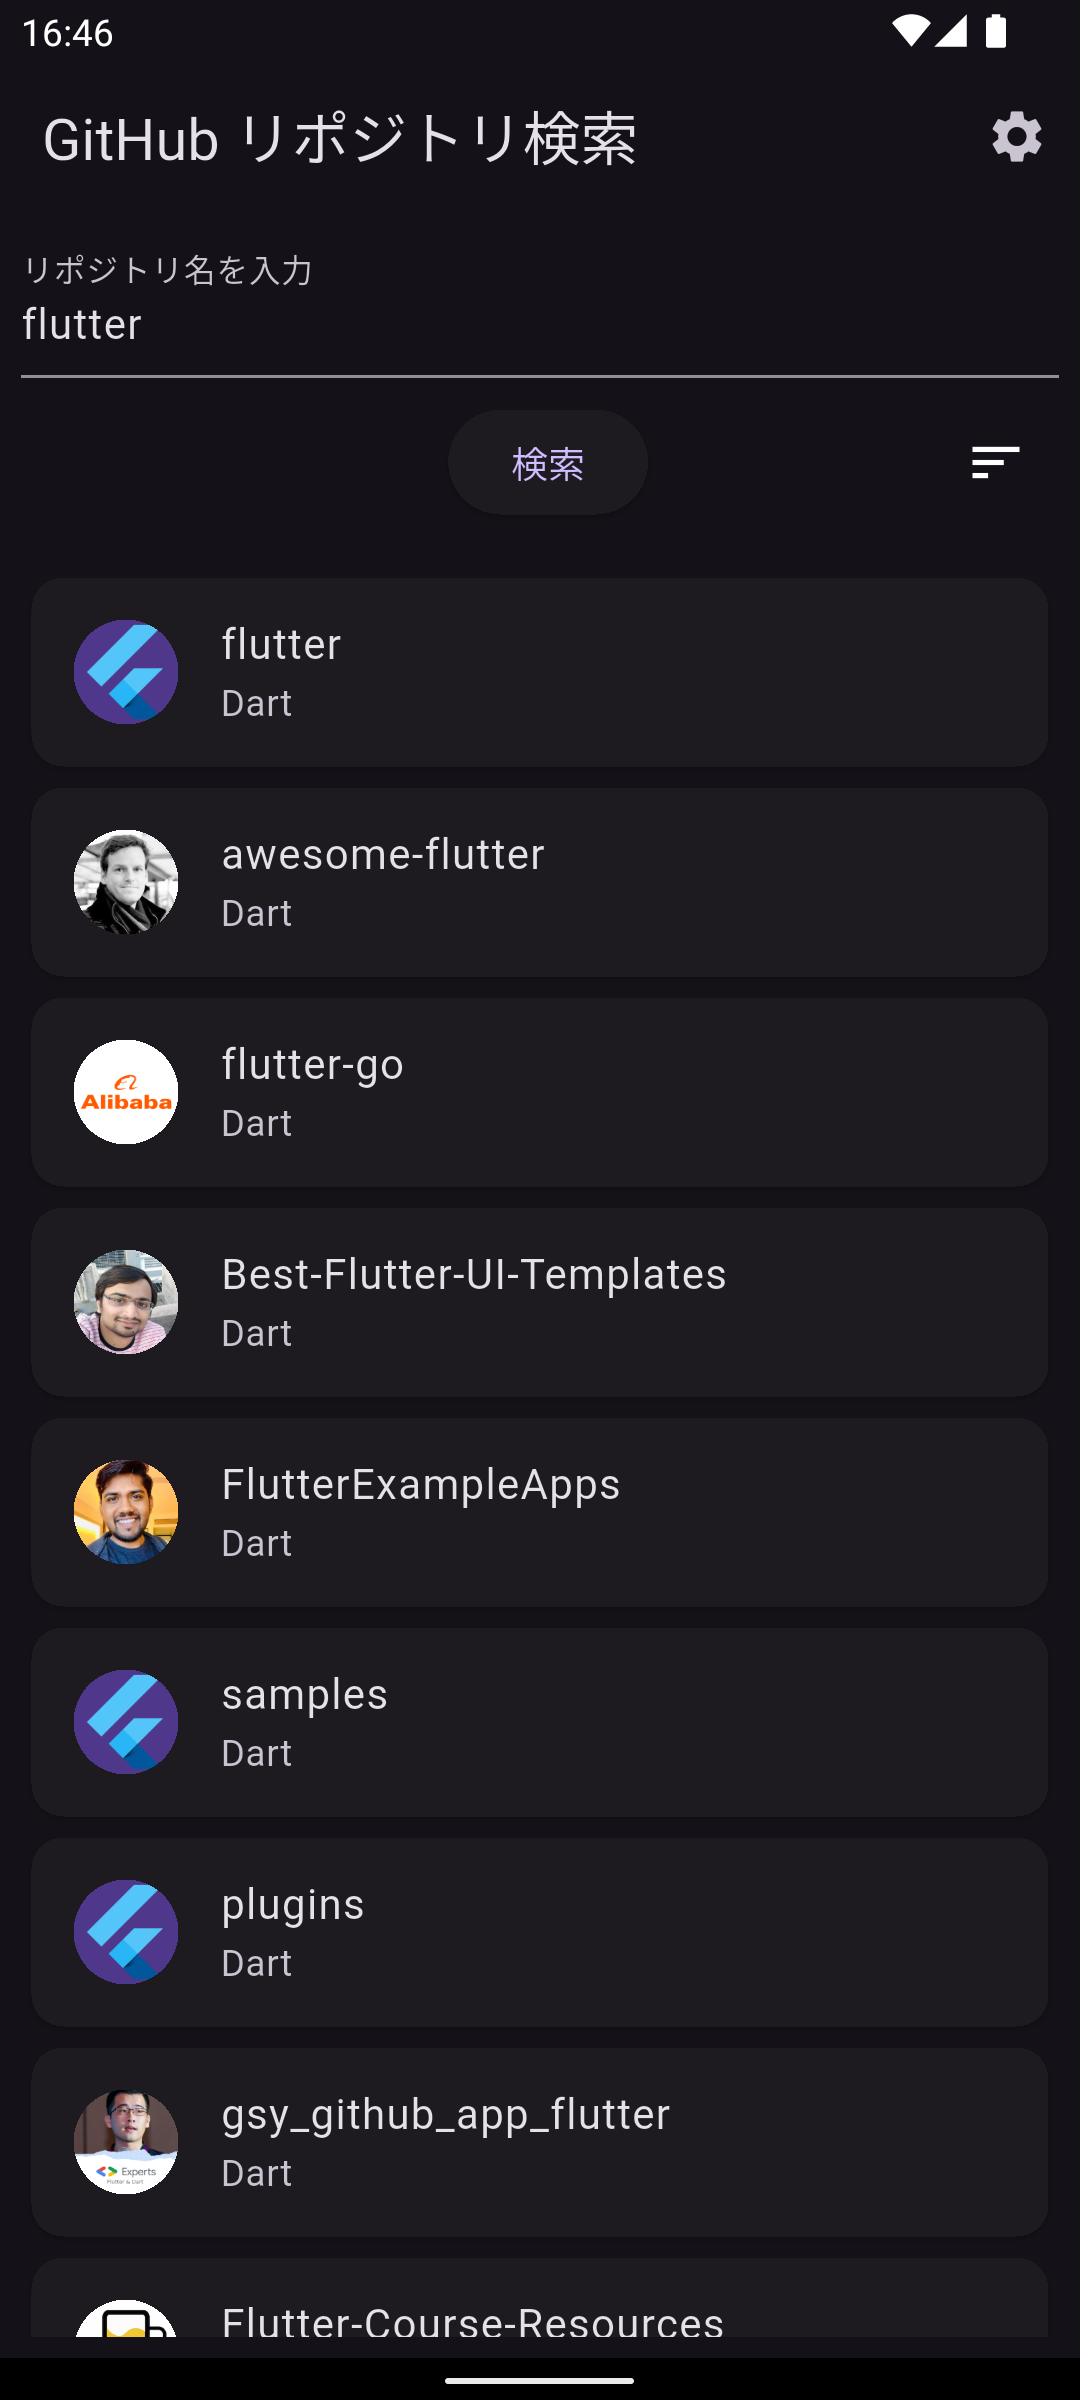 16:46
GitHub リポジトリ検索
リポジトリ名を入力
flutter
検索
flutter
Dart
awesome-flutter
Dart
Alibaba
flutter-go
Dart
Best-Flutter-UI-Templates
Dart
FlutterExampleApps
Dart
samples
Dart
plugins
Dart
gsy_github_app_flutter
Experts
Flutter & Dart
Dart
Flutter-Course-Resources